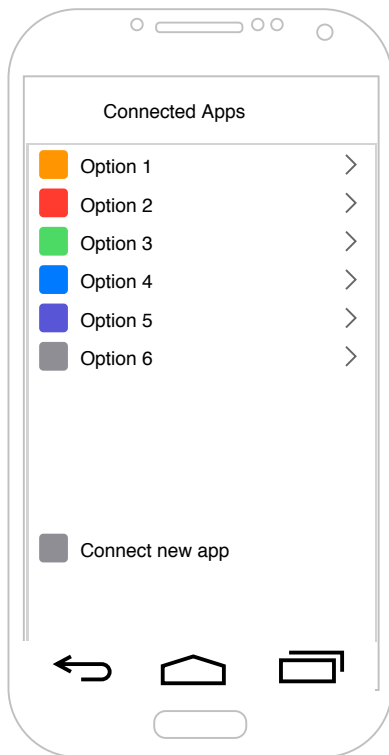 Connected Apps
Option 1
Option 2
Option 3
Option 4
Option 5
Option 6
Connect new app